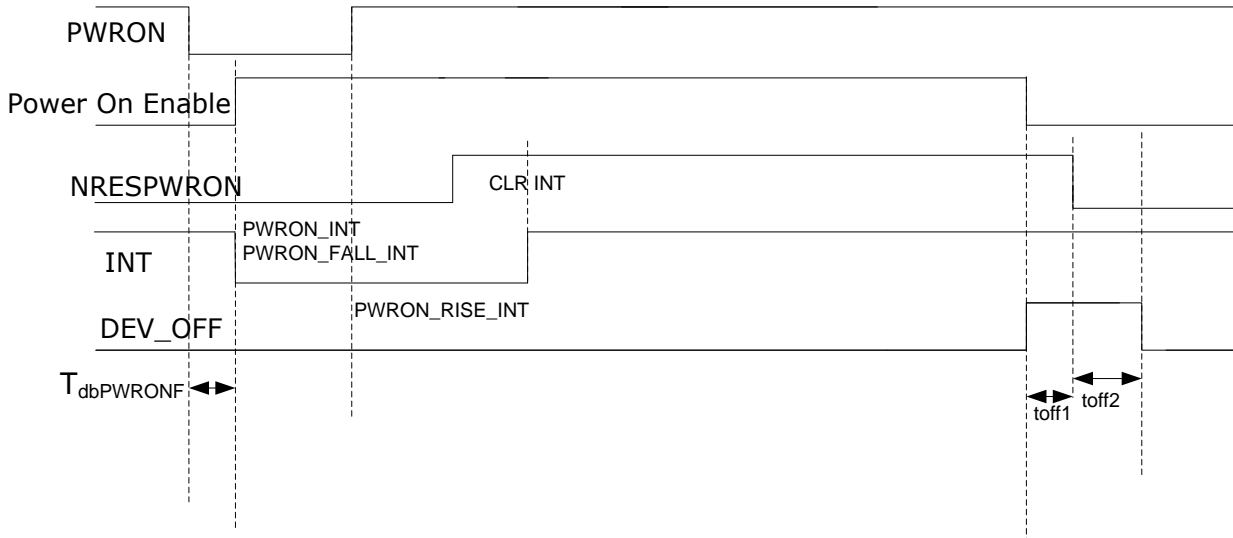 PWRON
Power On Enable
NRESPWRON
CLR INT
PWRON_INT
PWRON_FALL_INT
INT
PWRON_RISE_INT
DEV_OFF
TdbPWRONF
toff1
toff2